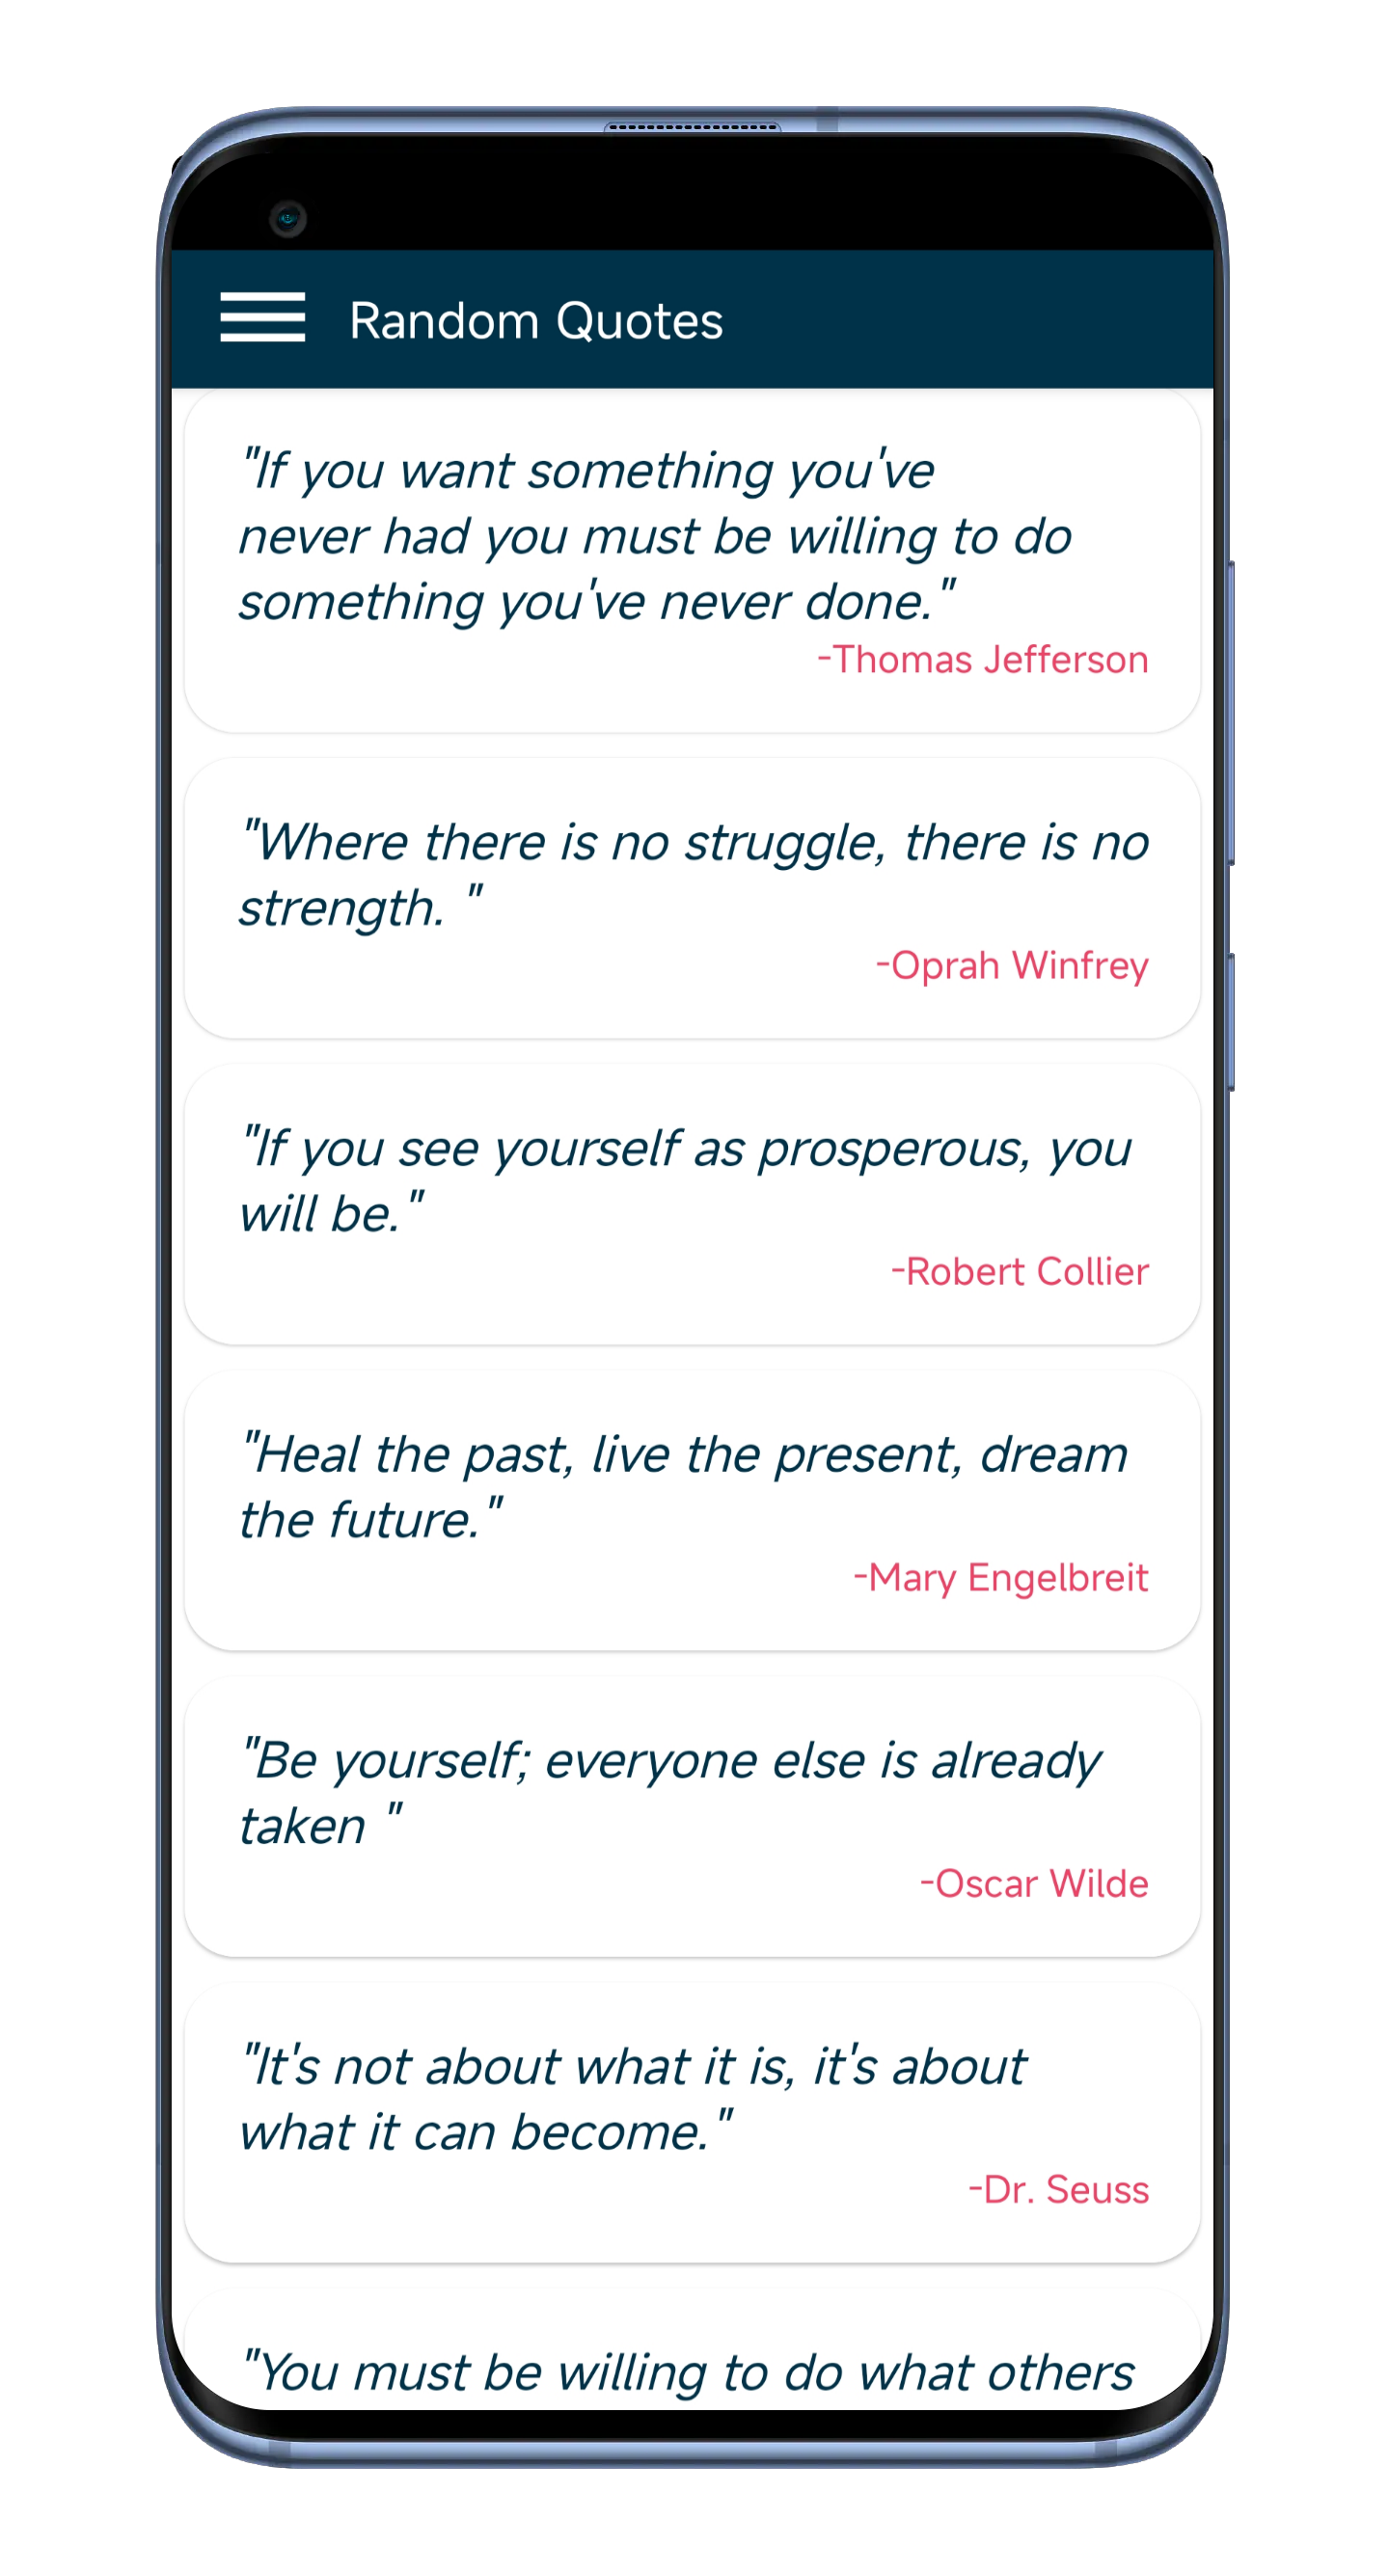 Random Quotes
"If you want something you've
never had you must be willing to do
something you've never done."
-Thomas Jefferson
"Where there is no struggle, there is no
strength. "
-Oprah Winfrey
"If you see yourself as prosperous, you
will be."
-Robert Collier
"Heal the past, live the present, dream
the future."
-Mary Engelbreit
"Be yourself; everyone else is already
taken "
-Oscar Wilde
"It's not about what it is, it's about
what it can become."
-Dr. Seuss
"You must be willing to do what others